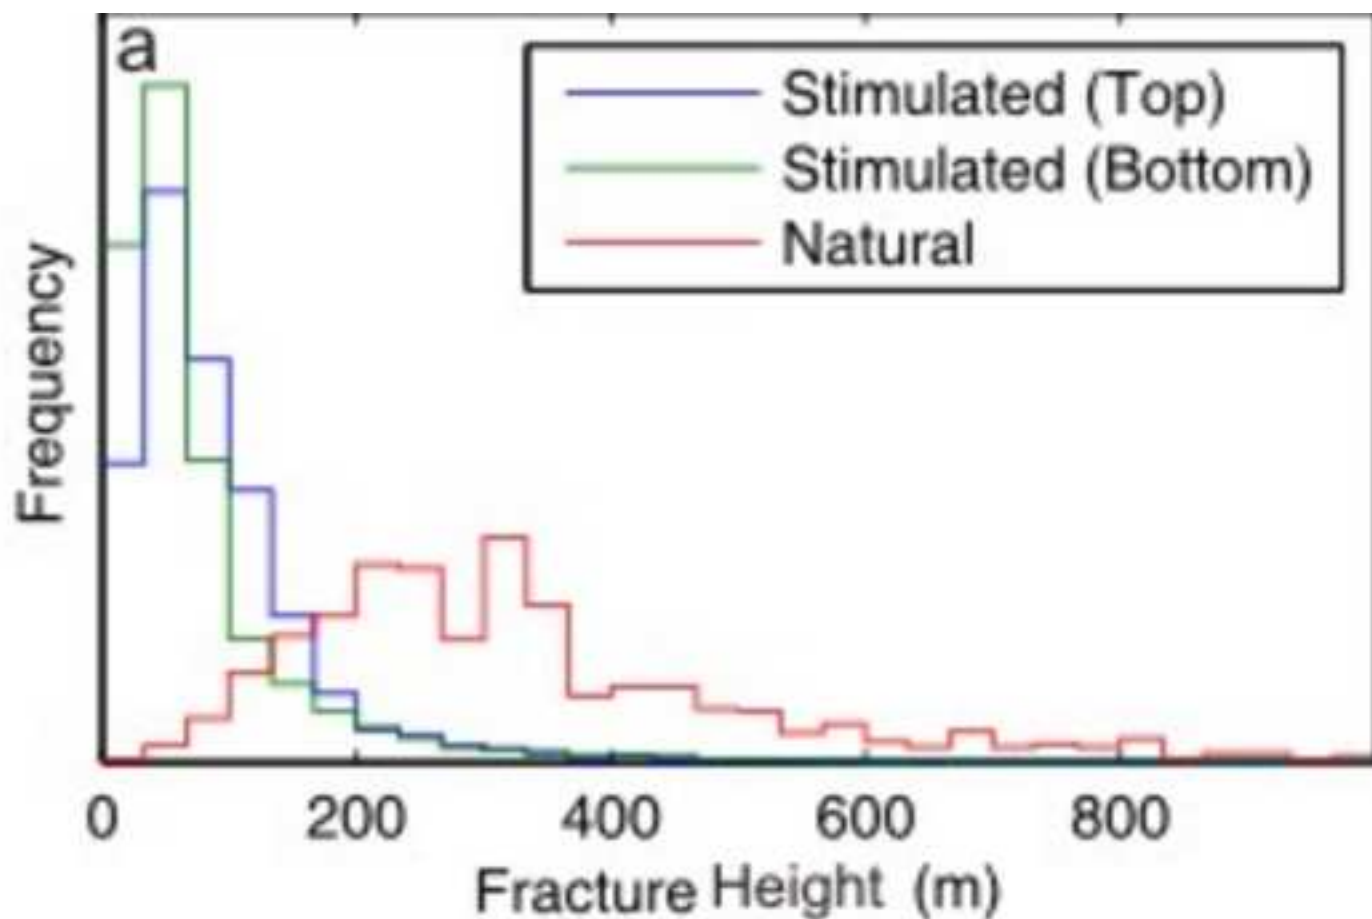 a
Stimulated (Top)
Stimulated (Bottom)
Natural
Frequency
0 200 400 600 800
Fracture Height (m)